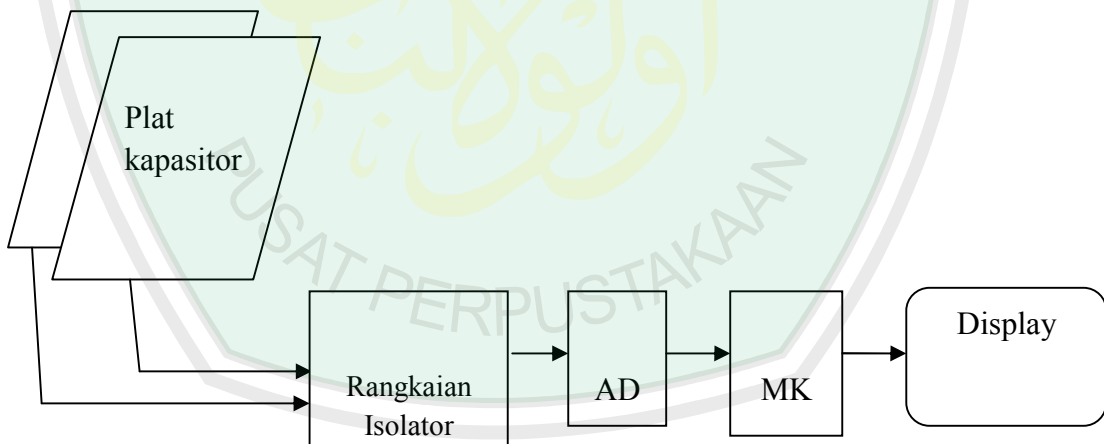 Plat
kapasitor
PUSAT PERPUSTAKAAN
Rangkaian
Isolator
AD
MK
Display